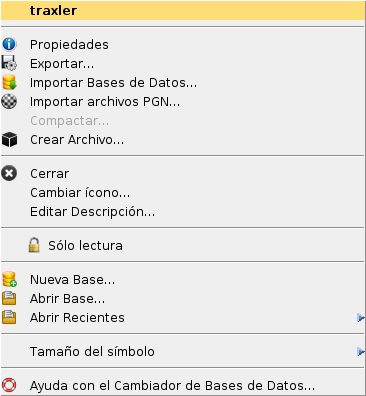 traxler
Propiedades
Exportar...
Importar Bases de Datos...
Importar archivos PGN...
Compactar...
Crear Archivo...
Cerrar
Cambiar ícono...
Editar Descripción...
Sólo lectura
Nueva Base...
Abrir Base...
Abrir Recientes
Tamaño del símbolo
Ayuda con el Cambiador de Bases de Datos...